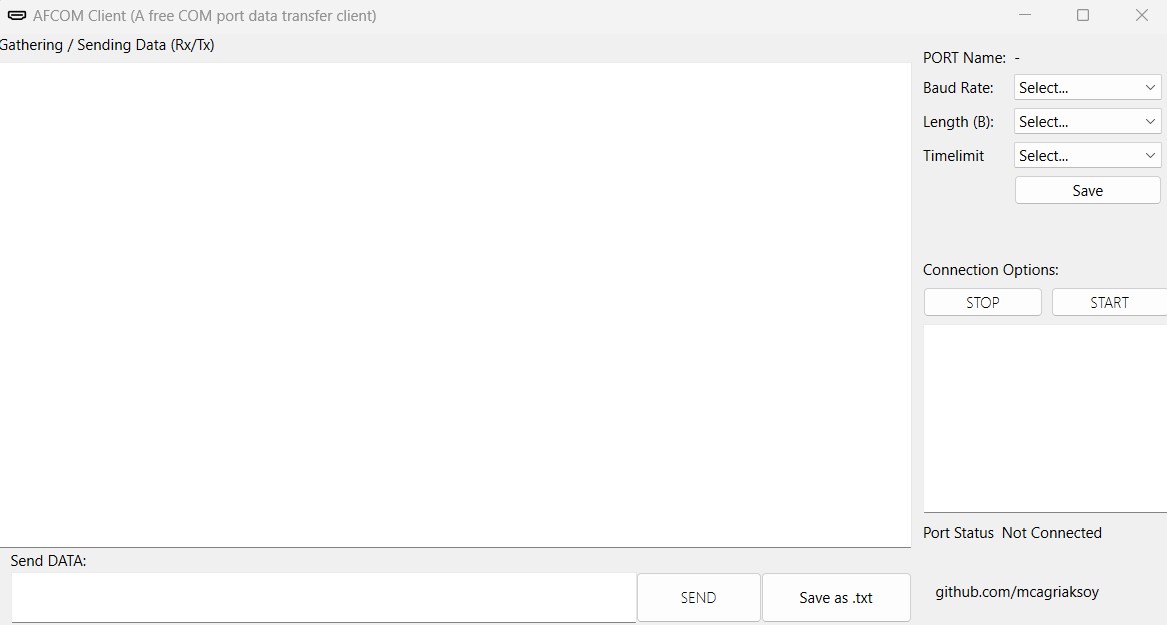 AFCOM Client (A free COM port data transfer client)
Gathering / Sending Data (Rx/Tx)
PORT Name: -
Baud Rate: Select...
Length (B): Select...
Timelimit Select...
Save
Connection Options:
STOP START
Port Status Not Connected
Send DATA:
SEND Save as .txt
github.com/mcagriaksoy